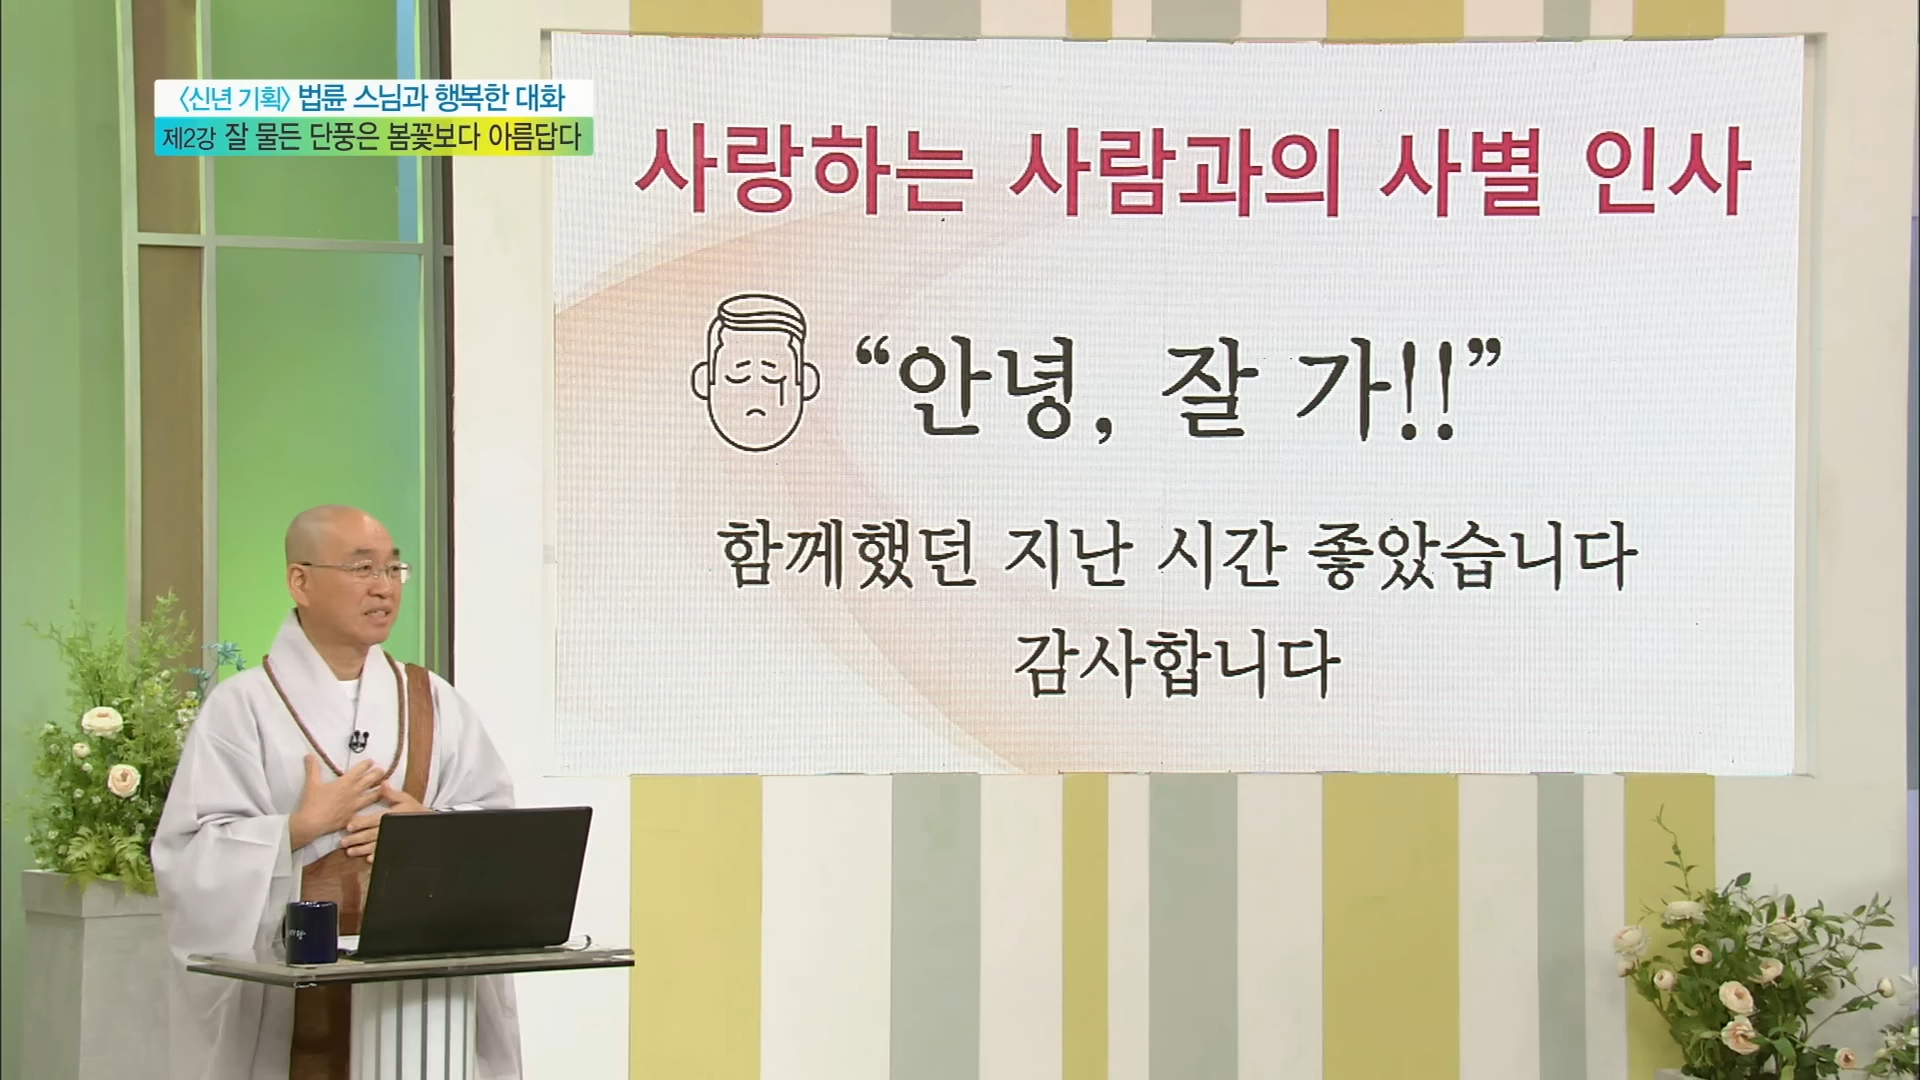 <신년 기획> 법륜 스님과 행복한 대화
제2강 잘 물든 단풍은 봄꽃보다 아름답다
사랑하는 사람과의 사별 인사
“안녕, 잘 가!!”
함께했던 지난 시간 좋았습니다
감사합니다